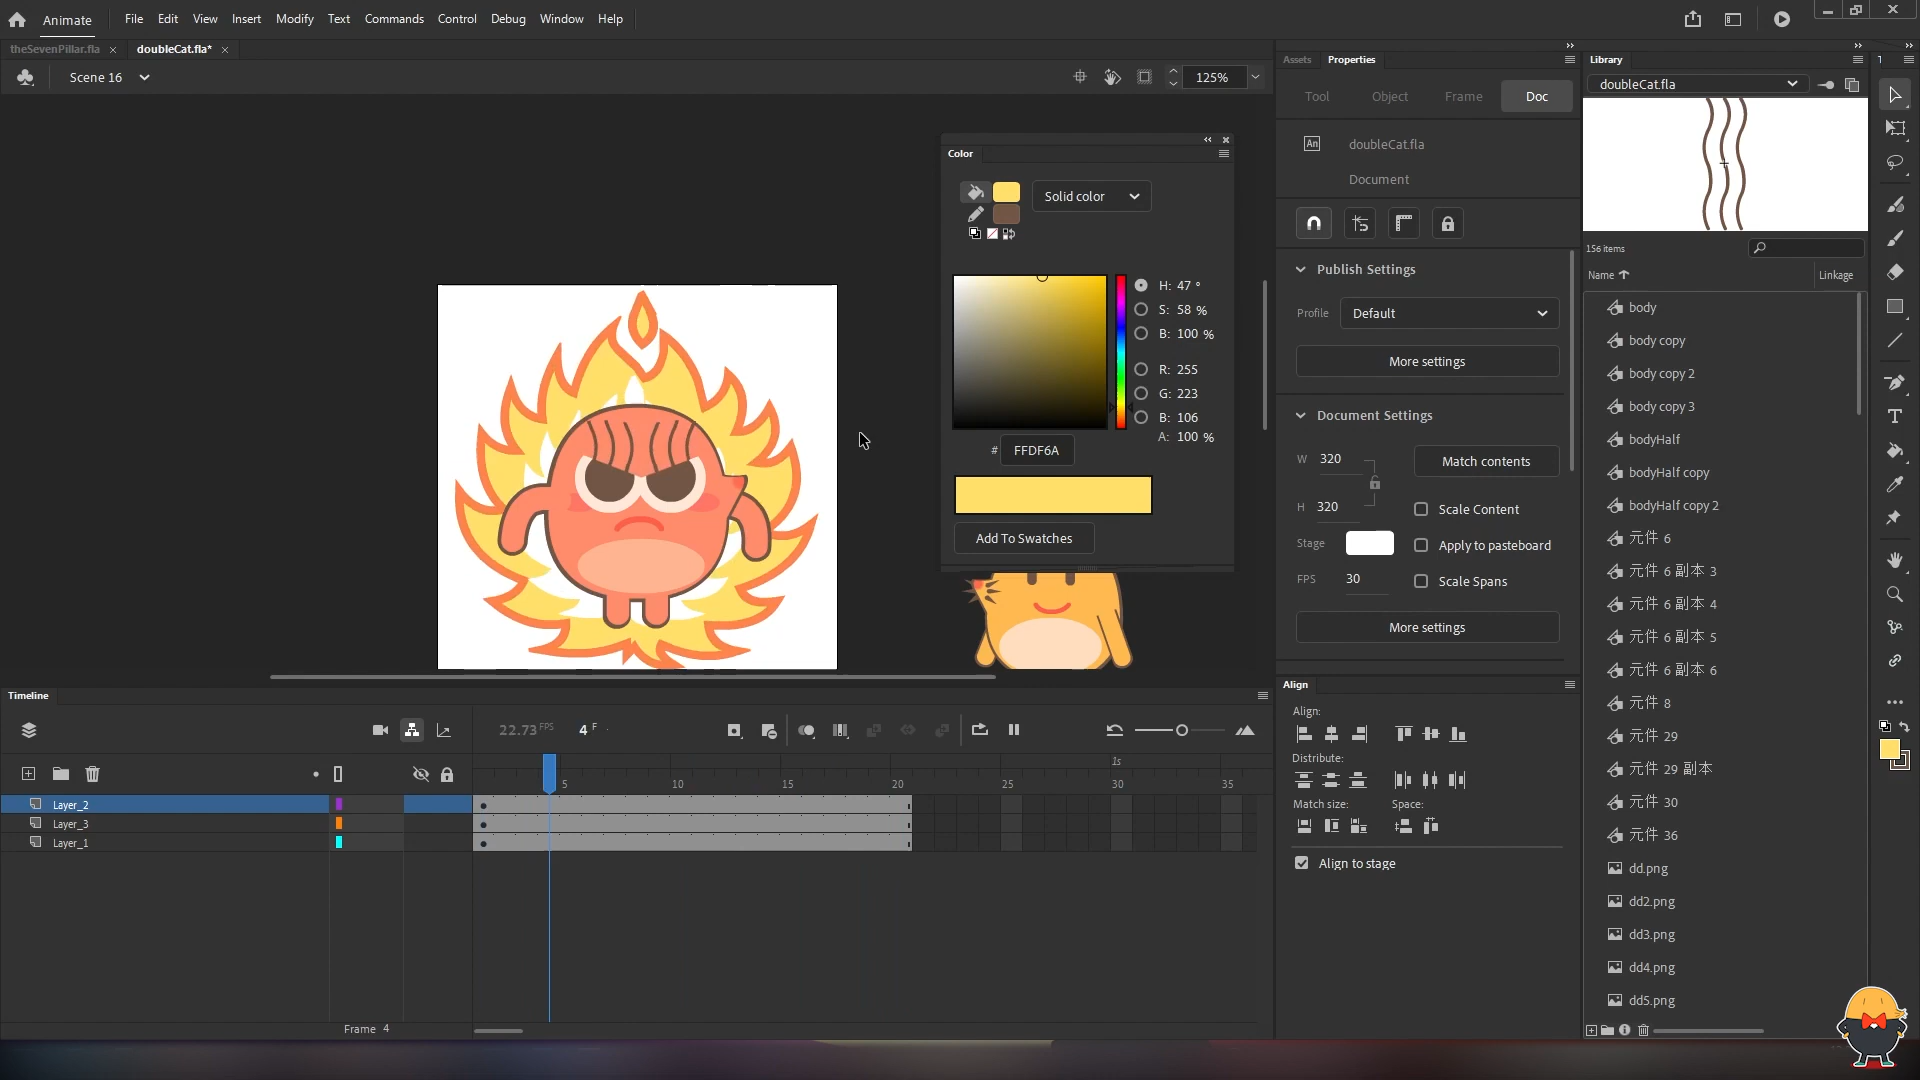 Animate
File Edit View Insert Modify Text Commands Control Debug Window Help
theSevenPillar.fla
doubleCat.fla*
Scene 16
125%
Color
Solid color
H: 47 °
S: 58 %
B: 100 %
R: 255
G: 223
B: 106
A: 100 %
# FFDF6A
Add To Swatches
Assets Properties
Tool Object Frame Doc
An doubleCat.fla
Document
Publish Settings
Profile Default
More settings
Document Settings
W 320
Match contents
H 320
Scale Content
Stage
Apply to pasteboard
FPS 30
Scale Spans
More settings
Align
Align:
Distribute:
Match size: Space:
Align to stage
Library
doubleCat.fla
156 items
Name Linkage
body
body copy
body copy 2
body copy 3
bodyHalf
bodyHalf copy
bodyHalf copy 2
元件 6
元件 6 副本 3
元件 6 副本 4
元件 6 副本 5
元件 6 副本 6
元件 8
元件 29
元件 29 副本
元件 30
元件 36
dd.png
dd2.png
dd3.png
dd4.png
dd5.png
T
Timeline
22.73 FPS 4 F
1s
5 10 15 20 25 30 35
Layer_2
Layer_3
Layer_1
Frame 4